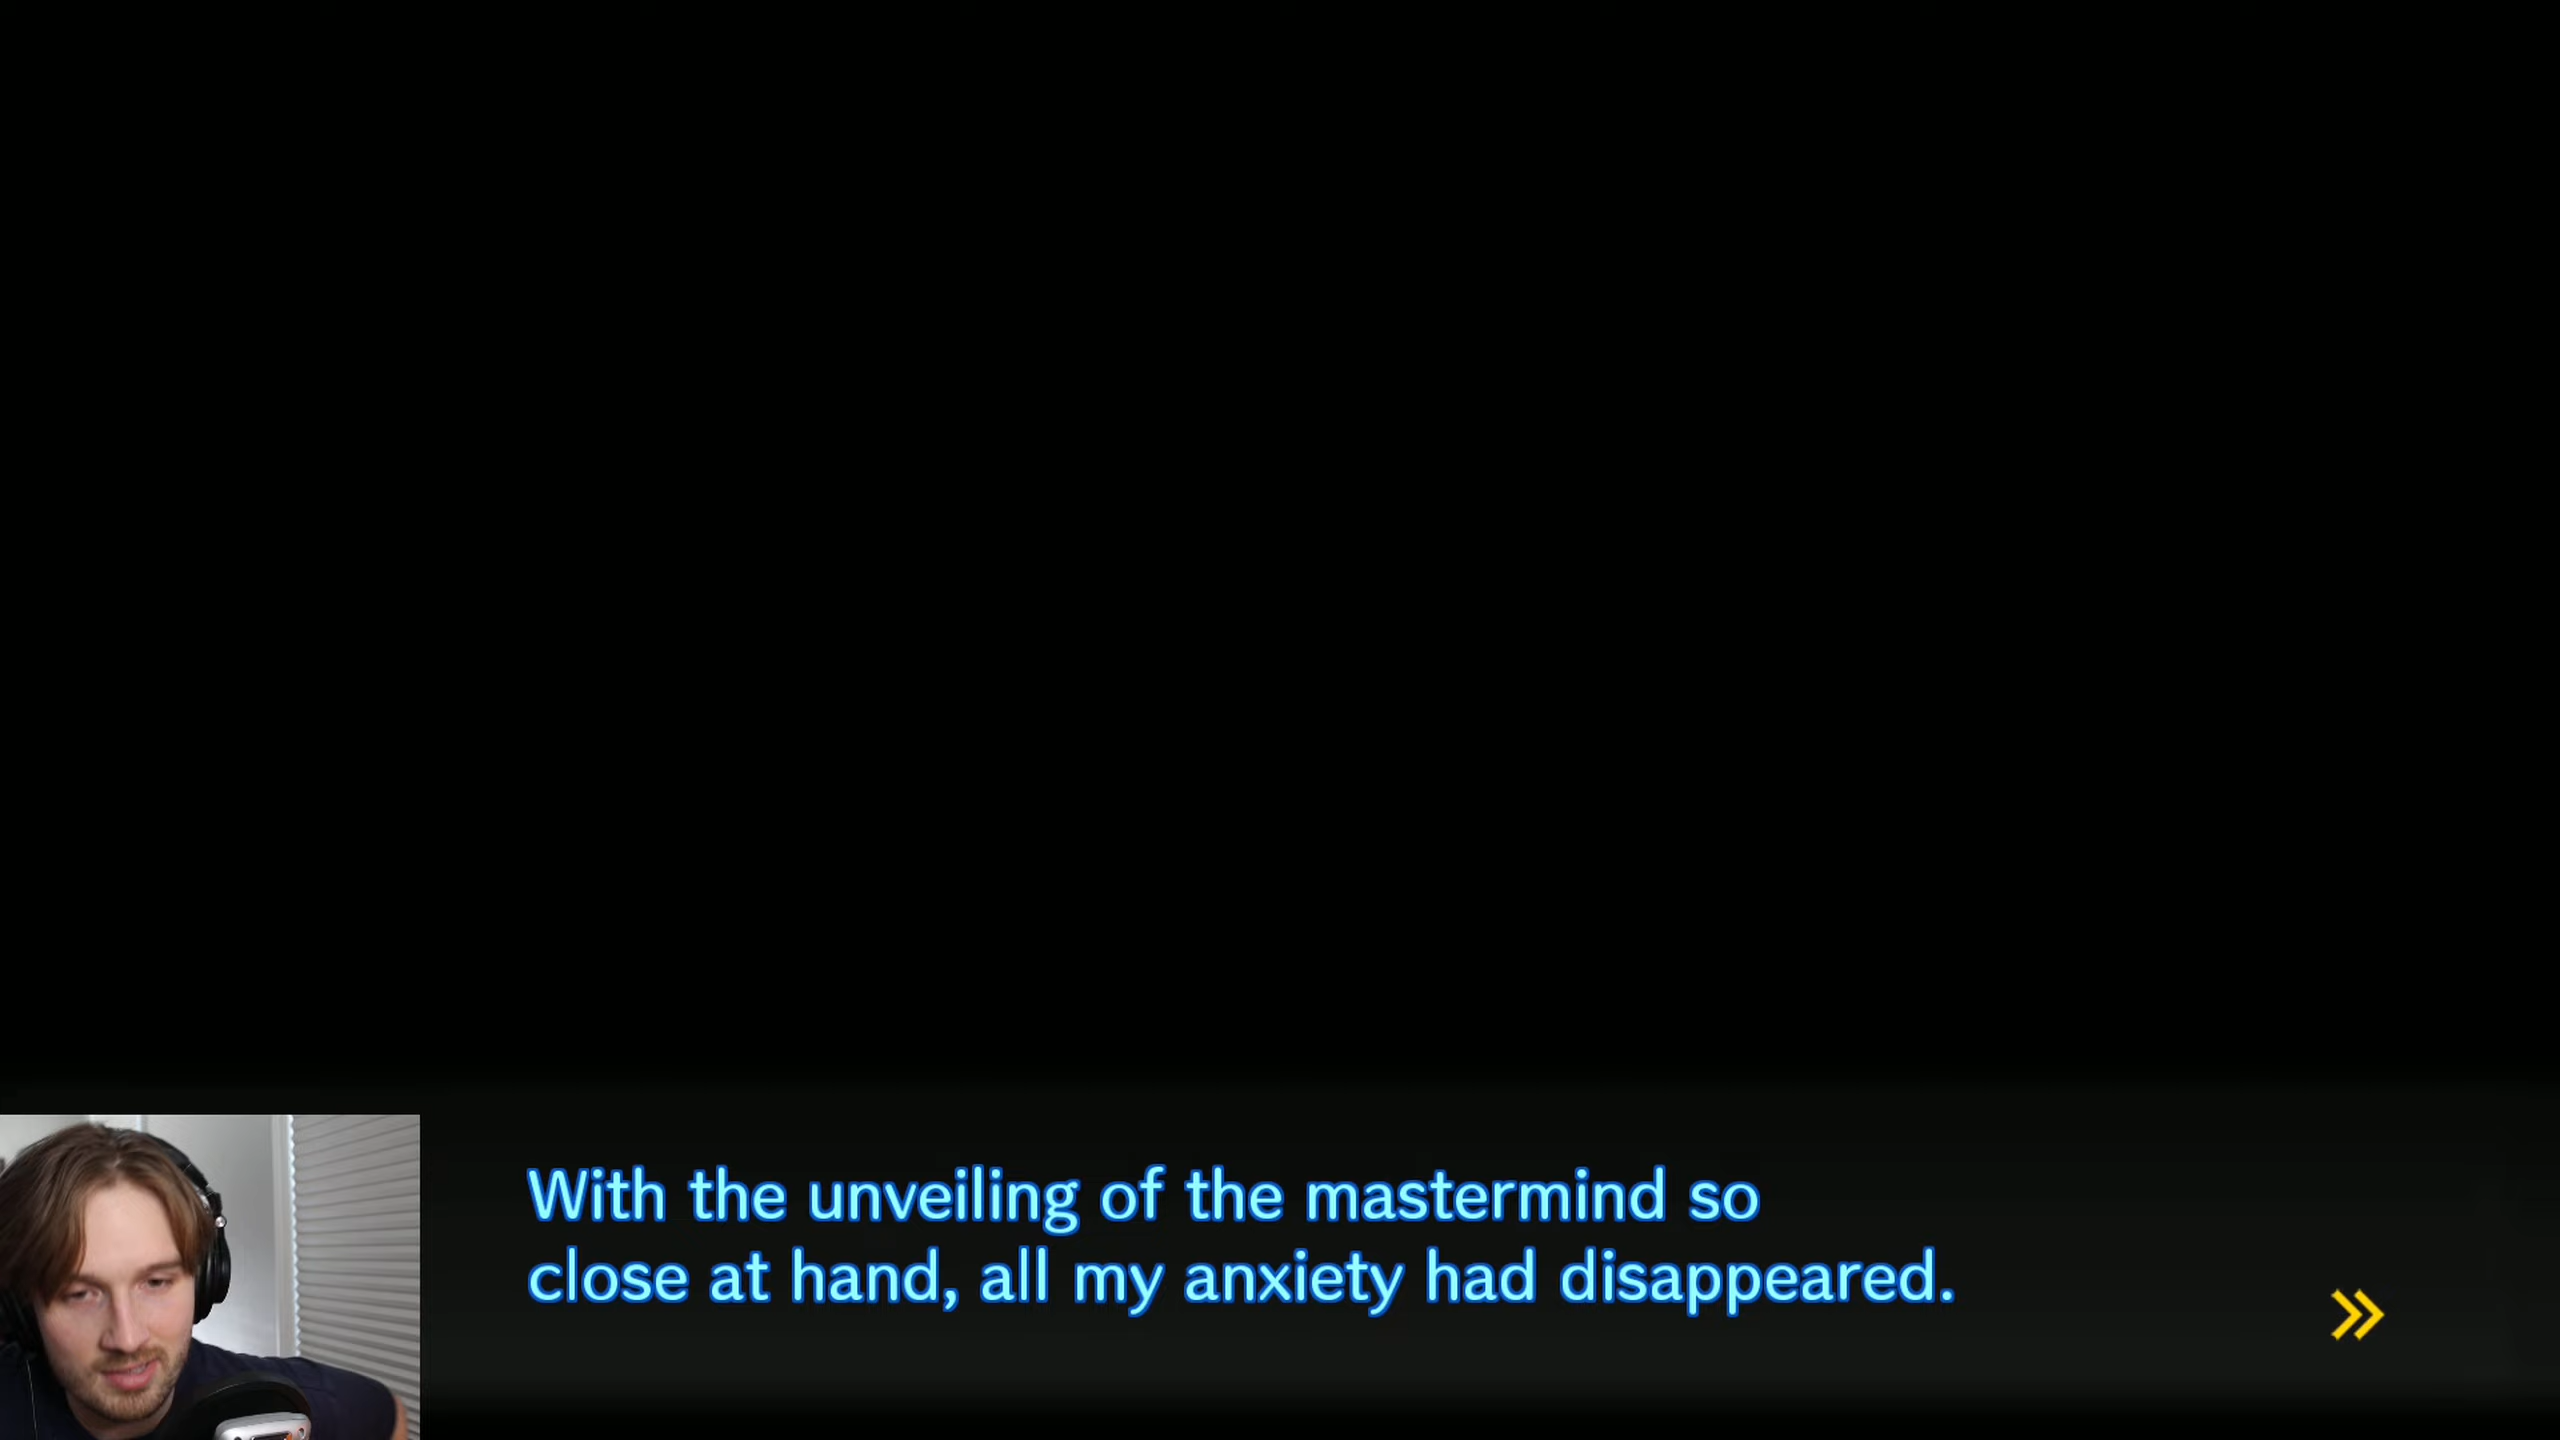 With the unveiling of the mastermind so
close at hand, all my anxiety had disappeared.